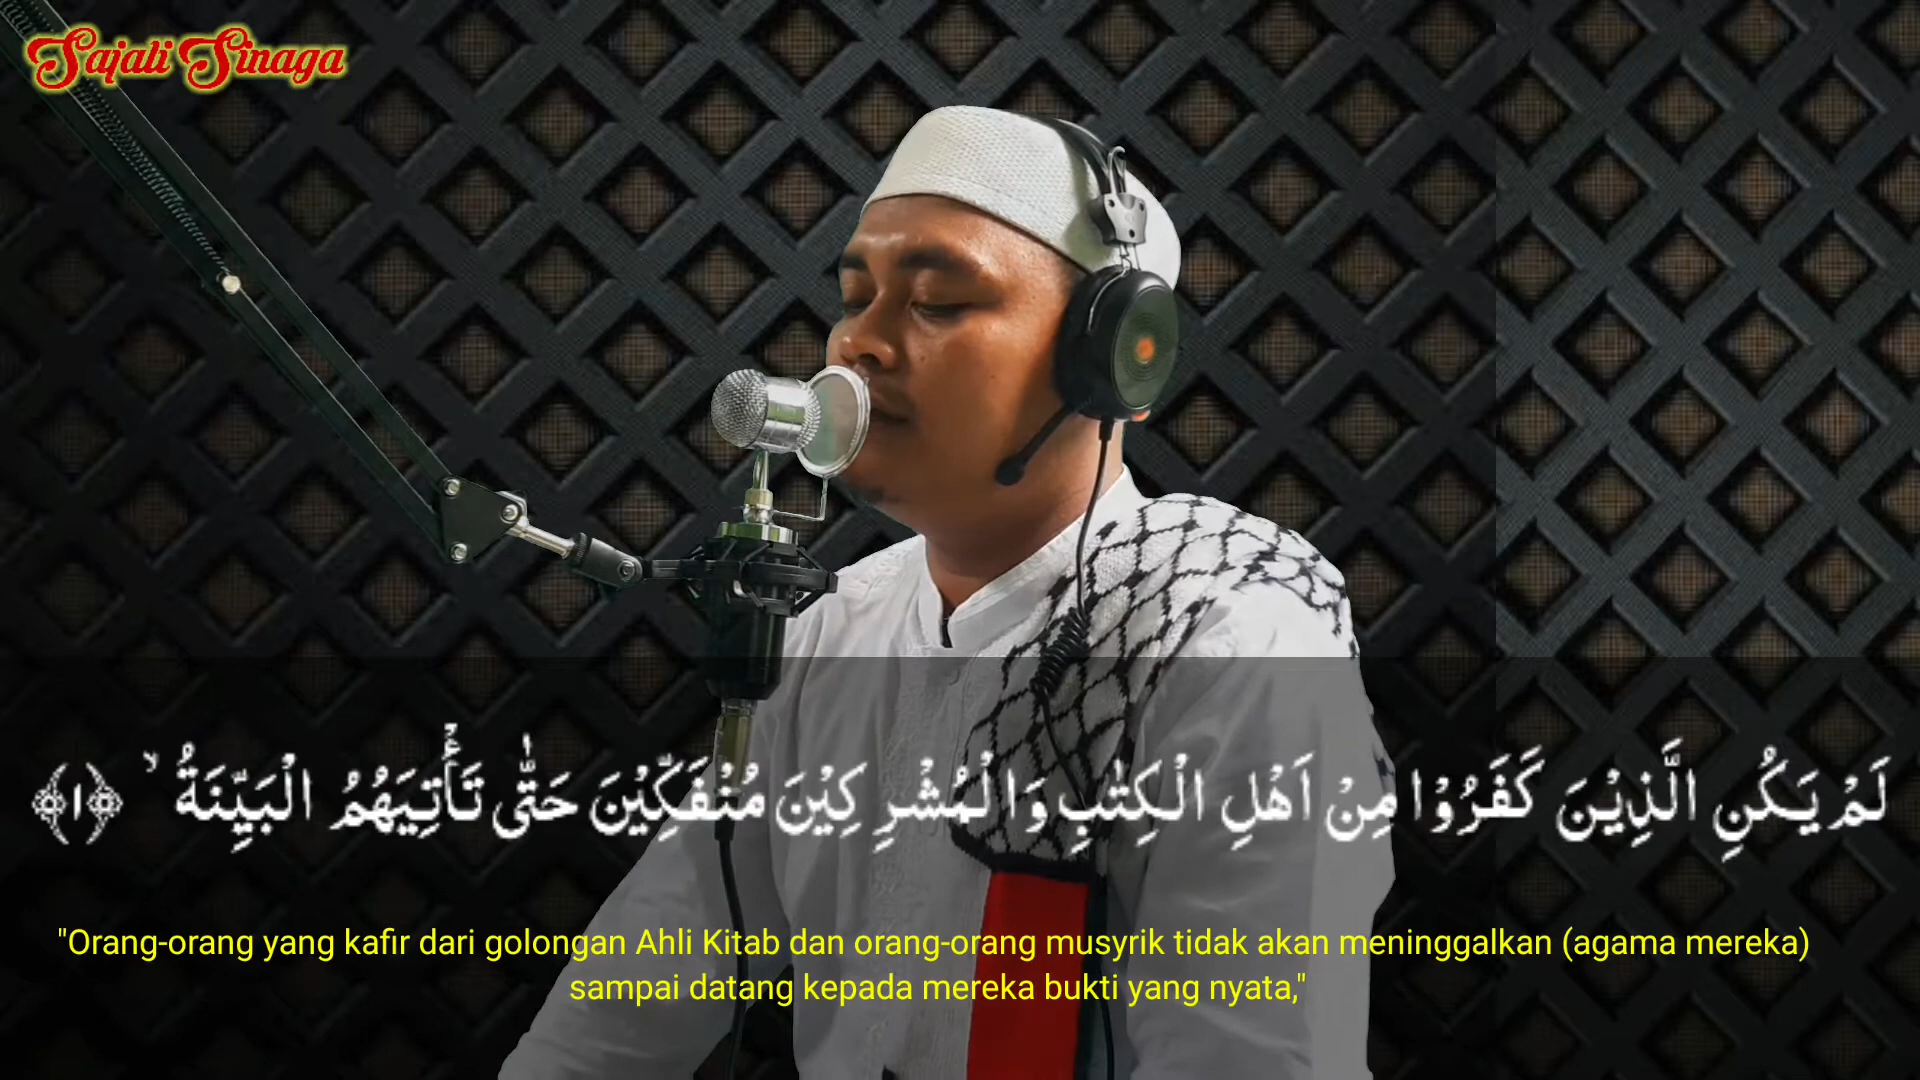 Sajali Sinaga
لَمْ يَكُنِ الَّذِيْنَ كَفَرُوْا مِنْ اَهْلِ الْكِتٰبِ وَالْمُشْرِكِيْنَ مُنْفَكِّيْنَ حَتّٰى تَأْتِيَهُمُ الْبَيِّنَةُ ۙ ﴿١﴾
"Orang-orang yang kafir dari golongan Ahli Kitab dan orang-orang musyrik tidak akan meninggalkan (agama mereka)
sampai datang kepada mereka bukti yang nyata,"